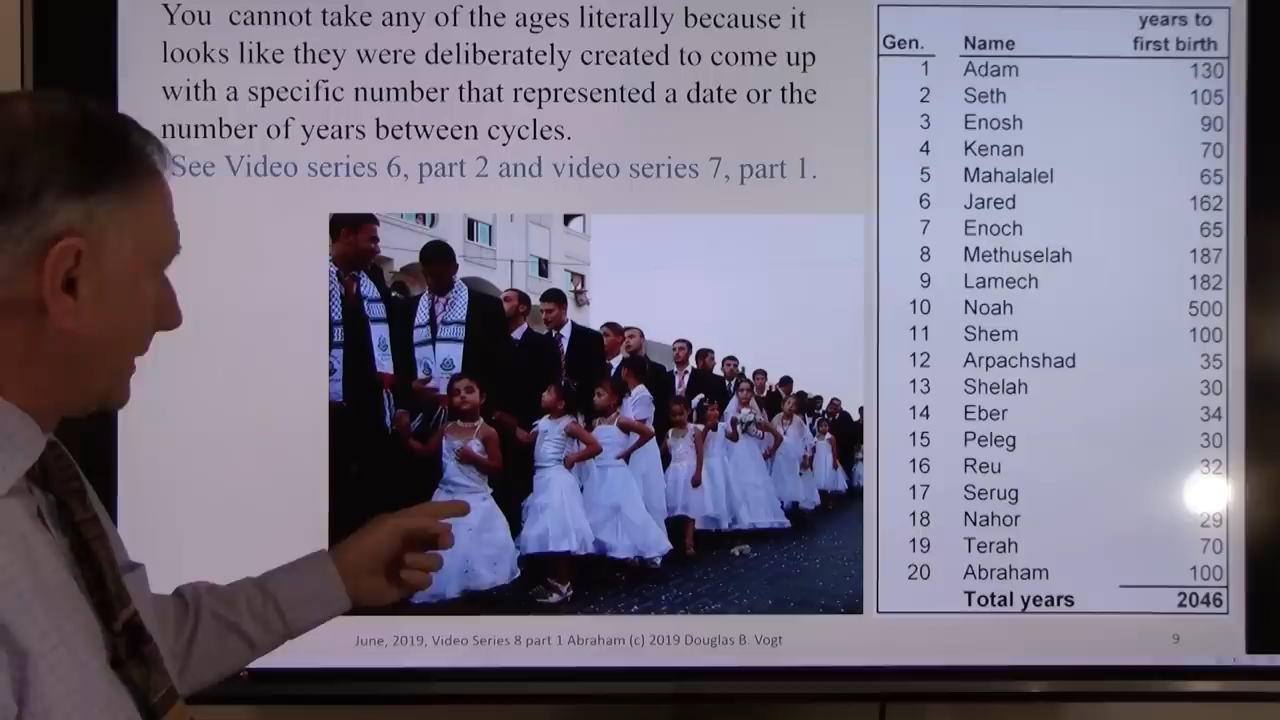 You cannot take any of the ages literally because it
looks like they were deliberately created to come up
with a specific number that represented a date or the
number of years between cycles.
See Video series 6, part 2 and video series 7, part 1.
years to
Gen. Name first birth
1 Adam 130
2 Seth 105
3 Enosh 90
4 Kenan 70
5 Mahalalel 65
6 Jared 162
7 Enoch 65
8 Methuselah 187
9 Lamech 182
10 Noah 500
11 Shem 100
12 Arpachshad 35
13 Shelah 30
14 Eber 34
15 Peleg 30
16 Reu 32
17 Serug
18 Nahor 29
19 Terah 70
20 Abraham 100
Total years 2046
June, 2019, Video Series 8 part 1 Abraham (c) 2019 Douglas B. Vogt
9